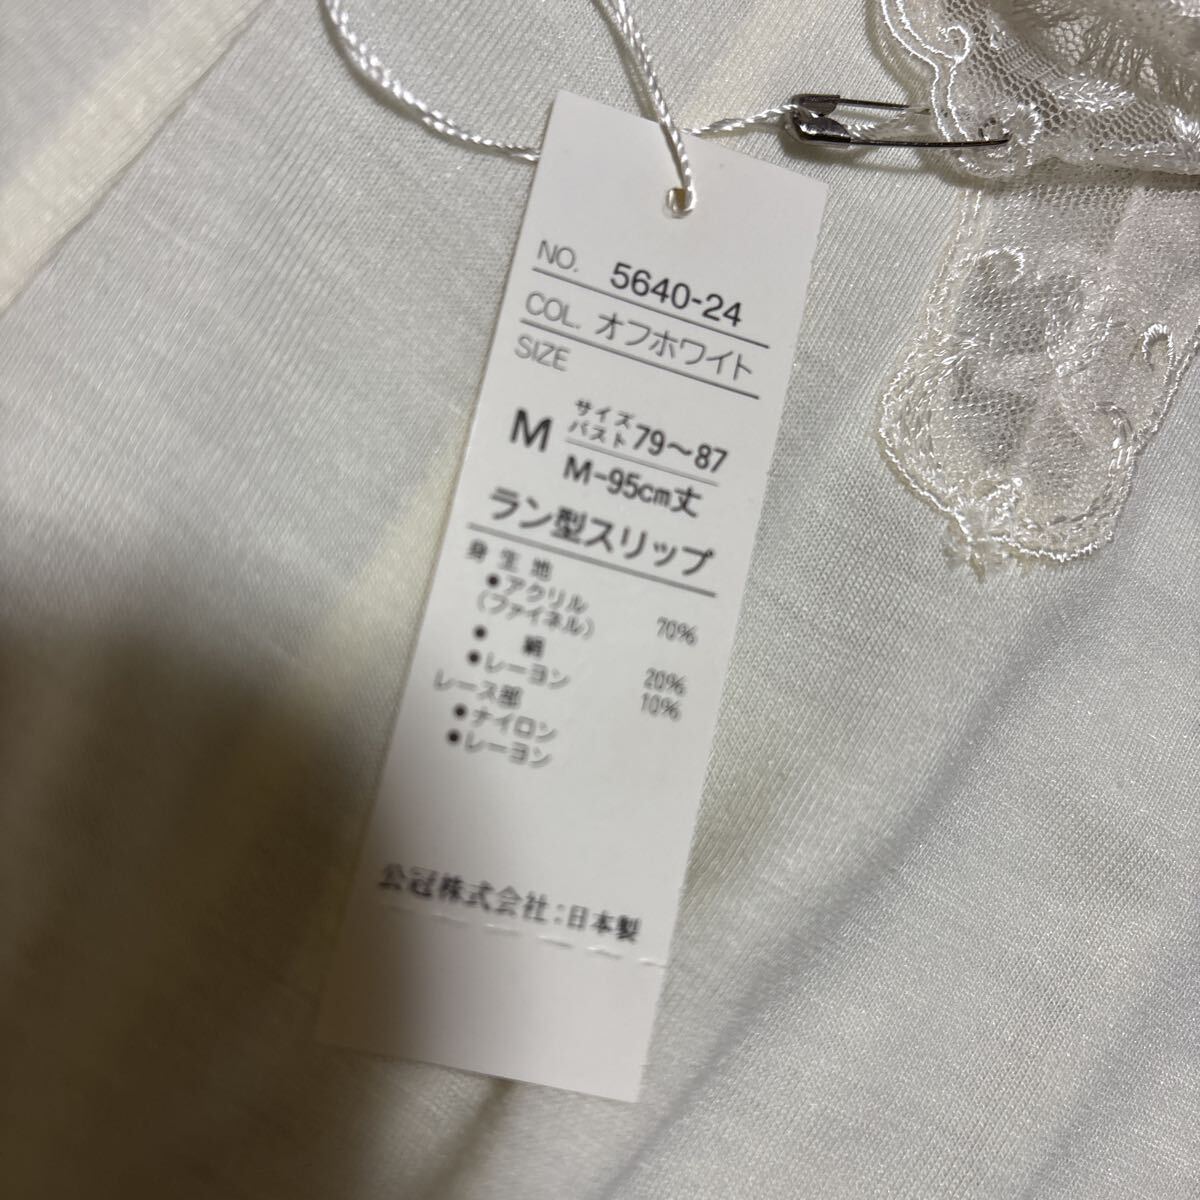 NO. 5640-24
COL. オフホワイト
SIZE
M サイズ バスト 79〜87
M-95cm丈
ラン型スリップ
身生地
●アクリル
(ファイネル) 70%
● 絹 20%
●レーヨン 10%
レース部
●ナイロン
●レーヨン
公冠株式会社:日本製